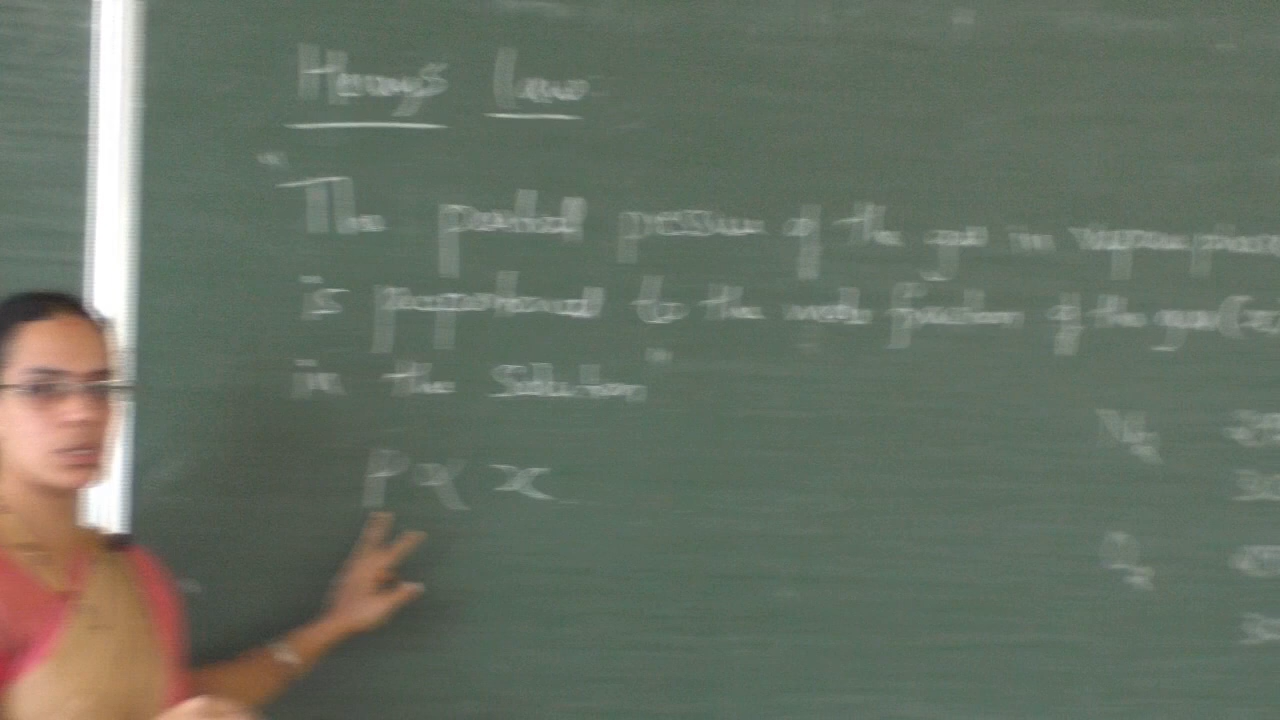 Henrys Law
"The partial pressure of the gas in vapour phase
is proportional to the mole fraction of the gas (x)
in the Solution"
P α x
N₂
O₂